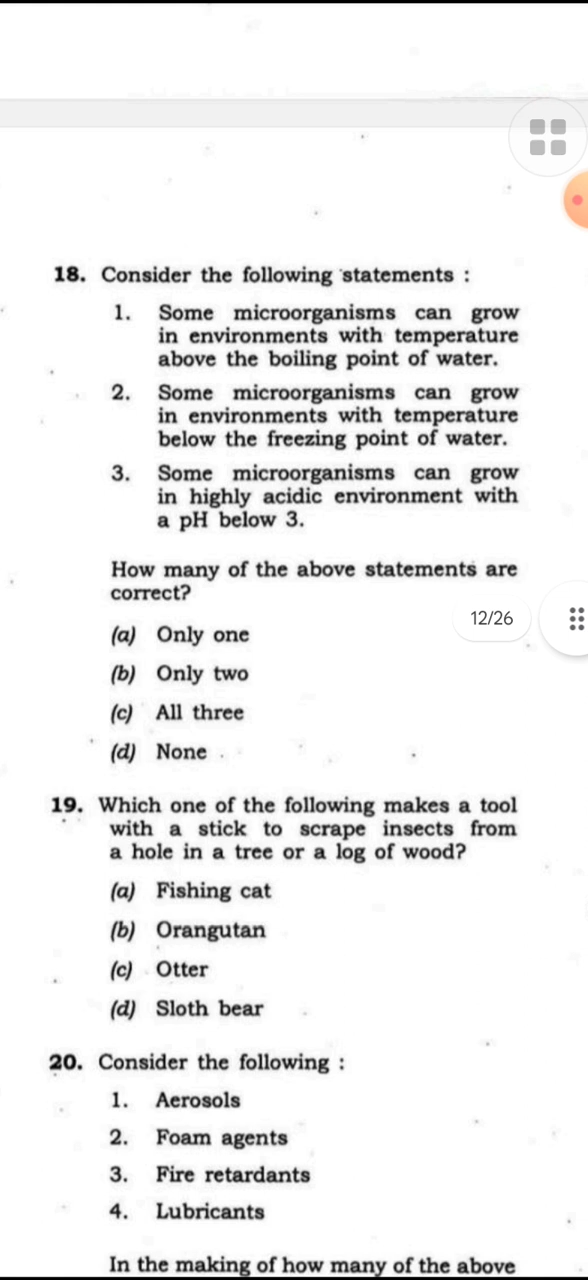 18. Consider the following statements :
1. Some microorganisms can grow
in environments with temperature
above the boiling point of water.
2. Some microorganisms can grow
in environments with temperature
below the freezing point of water.
3. Some microorganisms can grow
in highly acidic environment with
a pH below 3.
How many of the above statements are
correct?
12/26
(a) Only one
(b) Only two
(c) All three
(d) None
19. Which one of the following makes a tool
with a stick to scrape insects from
a hole in a tree or a log of wood?
(a) Fishing cat
(b) Orangutan
(c) Otter
(d) Sloth bear
20. Consider the following :
1. Aerosols
2. Foam agents
3. Fire retardants
4. Lubricants
In the making of how many of the above